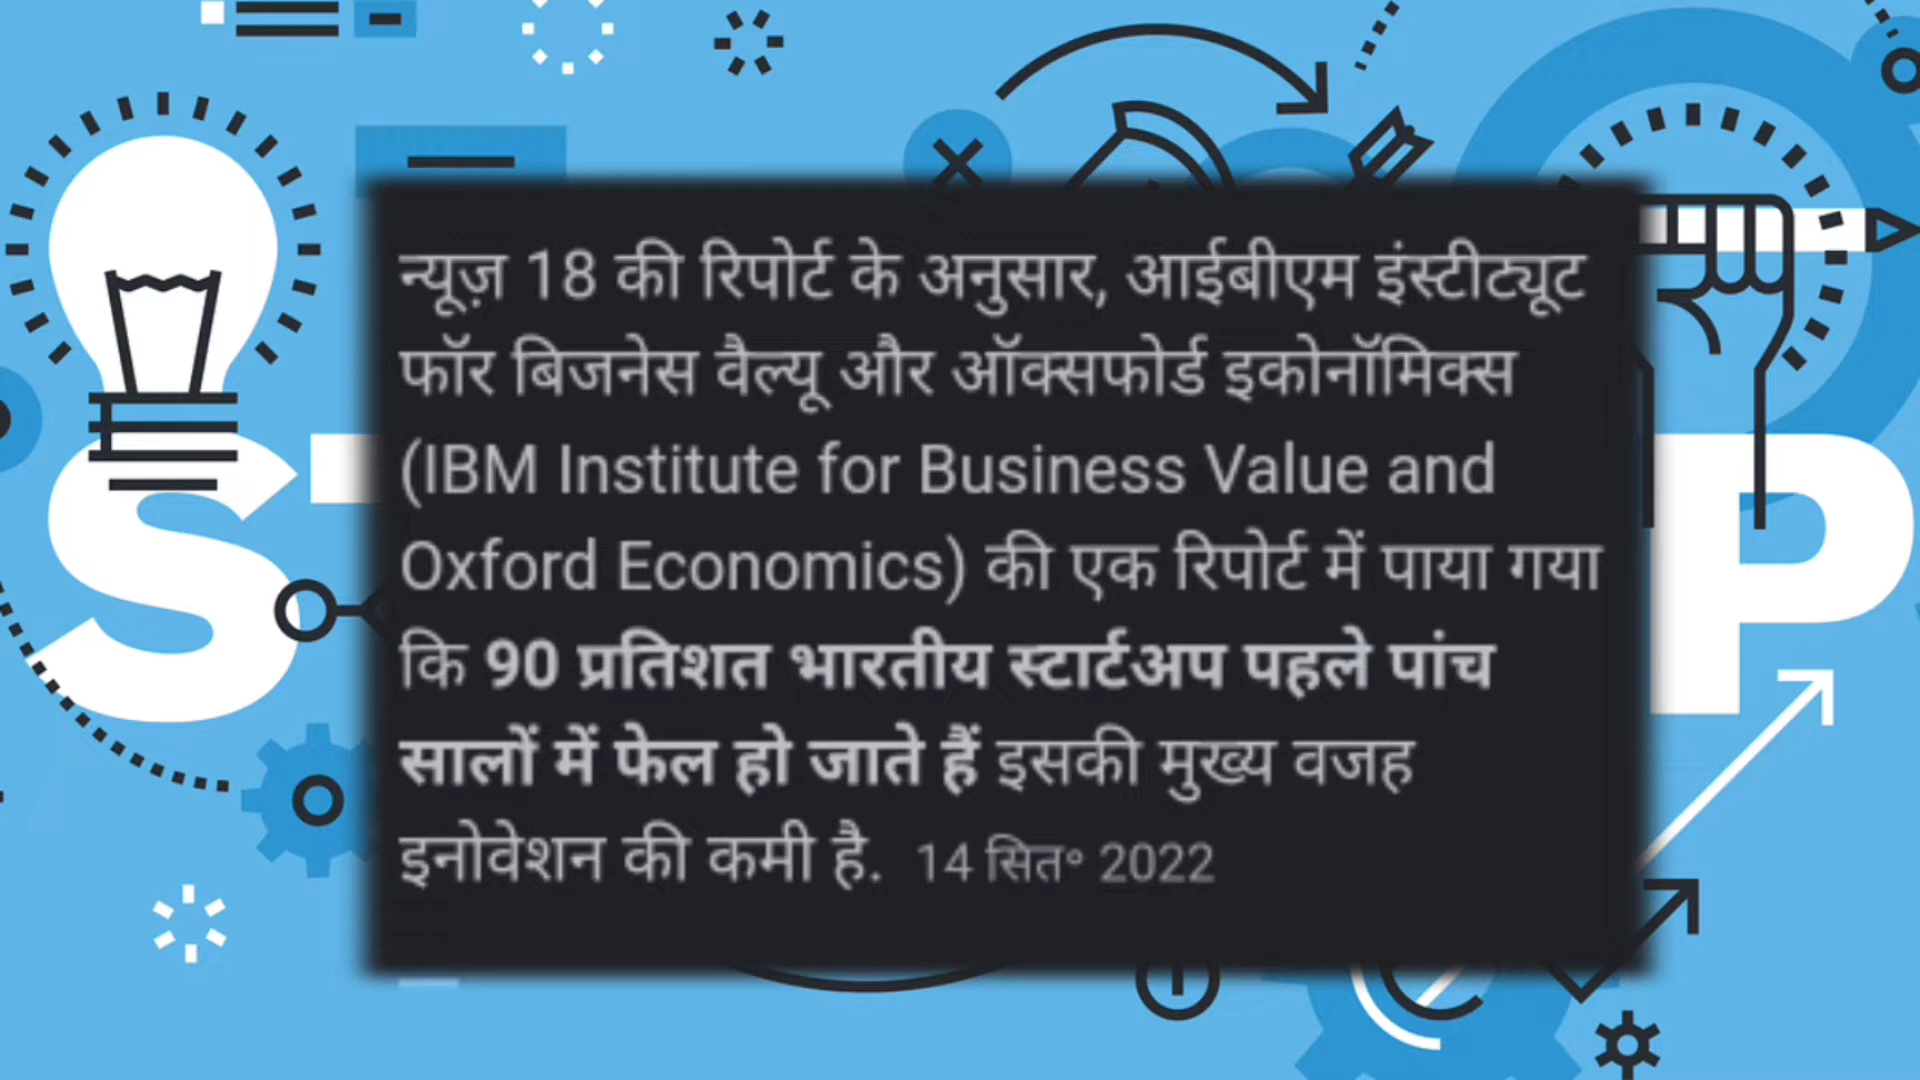 न्यूज़ 18 की रिपोर्ट के अनुसार, आईबीएम इंस्टीट्यूट
फॉर बिजनेस वैल्यू और ऑक्सफोर्ड इकोनॉमिक्स
(IBM Institute for Business Value and
Oxford Economics) की एक रिपोर्ट में पाया गया
कि 90 प्रतिशत भारतीय स्टार्टअप पहले पांच
सालों में फेल हो जाते हैं इसकी मुख्य वजह
इनोवेशन की कमी है. 14 सित॰ 2022